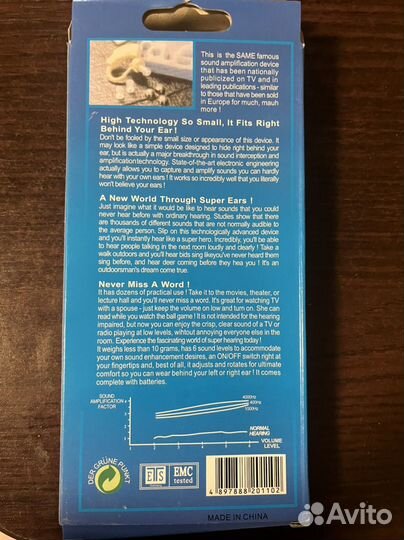 This is the SAME famous
sound amplification device
that has been nationally
publicized on TV and in
leading publications - similar
to those that have been sold
in Europe for much, mauh
more !
High Technology So Small, It Fits Right
Behind Your Ear !
Don't be fooled by the small size or appearance of this device. It
may look like a simple device designed to hide right behind your
ear, but is actually a major breakthrough in sound interception and
amplification technology. State-of-the-art electronic engineering
actually allows you to capture and amplify sounds you can hardly
hear with your own ears ! It works so incredibly well that you literally
won't believe your ears !
A New World Through Super Ears !
Just imagine what it would be like to hear sounds that you could
never hear before with ordinary hearing. Studies show that there
are thousands of different sounds that are not normally audible to
the average person. Slip on this technologically advanced device
and you'll instantly hear like a super hero. Incredibly, you'll be able
to hear people talking in the next room loudly and clearly ! Take a
walk outdoors and you'll hear bids sing likeyou've never heard them
sing before, and hear deer coming before they hea you ! It's an
outdoorsman's dream come true.
Never Miss A Word !
It has dozens of practical use ! Take it to the movies, theater, or
lecture hall and you'll never miss a word. It's great for watching TV
with a spouse - just keep the volume on low and turn on. She can
read while you watch the ball game ! It is not intended for the hearing
impaired, but now you can enjoy the crisp, clear sound of a TV or
radio playing at low levels, wihtout annoying everyone else in the
room. Experience the fascinating world of super hearing today !
It weighs less than 10 grams, has 6 sound levels to accommodate
your own sound enhancement desires, an ON/OFF switch right at
your fingertips and, best of all, it adjusts and rotates for ultimate
comfort so you can wear behind your left or right ear ! It comes
complete with batteries.
SOUND
AMPLIFICATION
FACTOR
4000Hz
400Hz
1000Hz
NORMAL
HEARING
VOLUME
LEVEL
DER GRÜNE PUNKT
ETS
EMC
tested
4 897888 201102
MADE IN CHINA
Avito